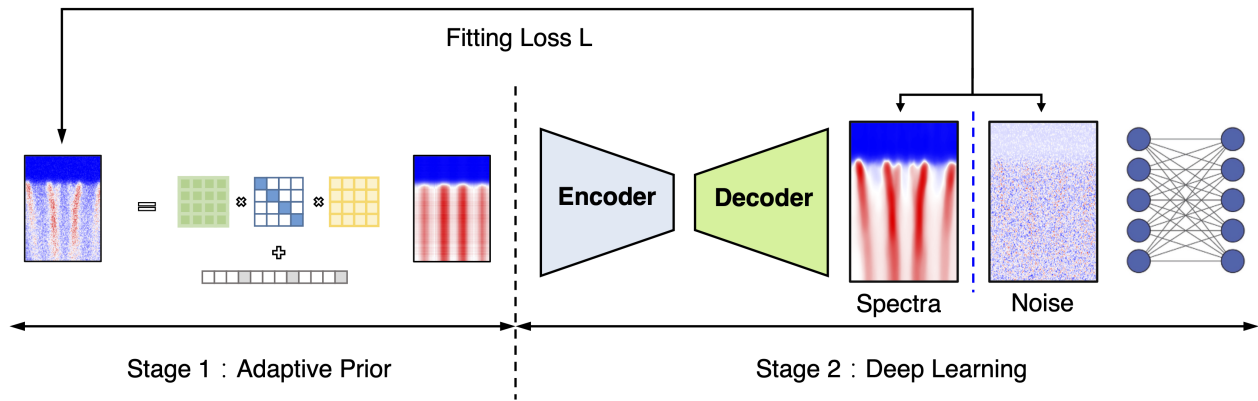 Fitting Loss L
Encoder
Decoder
Spectra
Noise
Stage 1 : Adaptive Prior
Stage 2 : Deep Learning